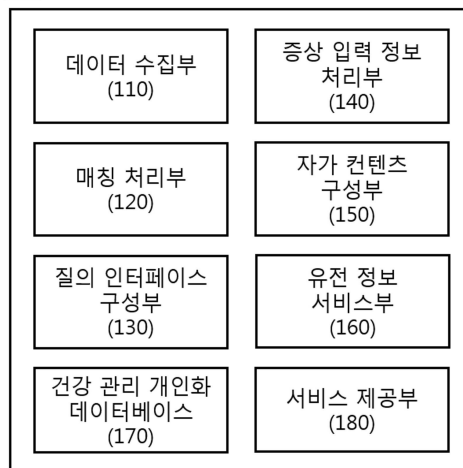 데이터 수집부
(110)
증상 입력 정보
처리부
(140)
매칭 처리부
(120)
자가 컨텐츠
구성부
(150)
질의 인터페이스
구성부
(130)
유전 정보
서비스부
(160)
건강 관리 개인화
데이터베이스
(170)
서비스 제공부
(180)